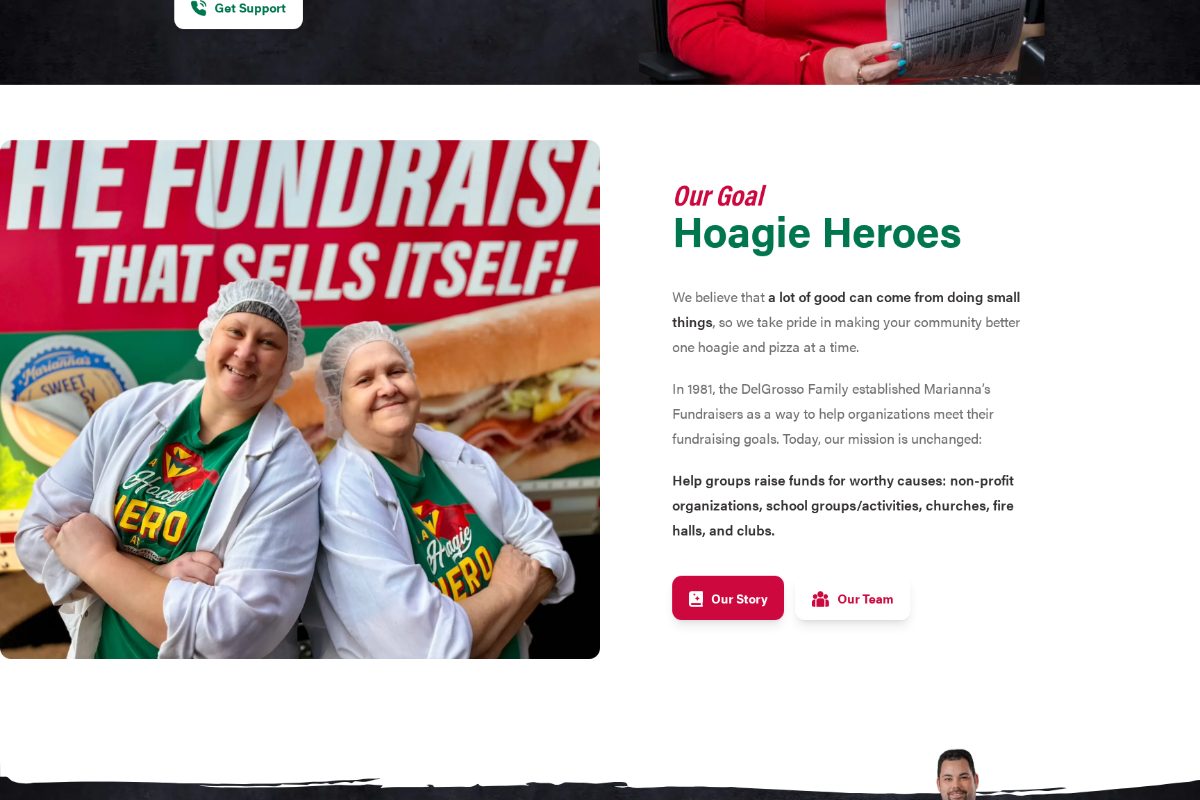 Get Support
THE FUNDRAISE
THAT SELLS ITSELF!
Marianna's
SWEET
A
Hoagie
HERO
AT
A
Hoagie
HERO
Our Goal
Hoagie Heroes
We believe that a lot of good can come from doing small
things, so we take pride in making your community better
one hoagie and pizza at a time.
In 1981, the DelGrosso Family established Marianna’s
Fundraisers as a way to help organizations meet their
fundraising goals. Today, our mission is unchanged:
Help groups raise funds for worthy causes: non-profit
organizations, school groups/activities, churches, fire
halls, and clubs.
Our Story
Our Team